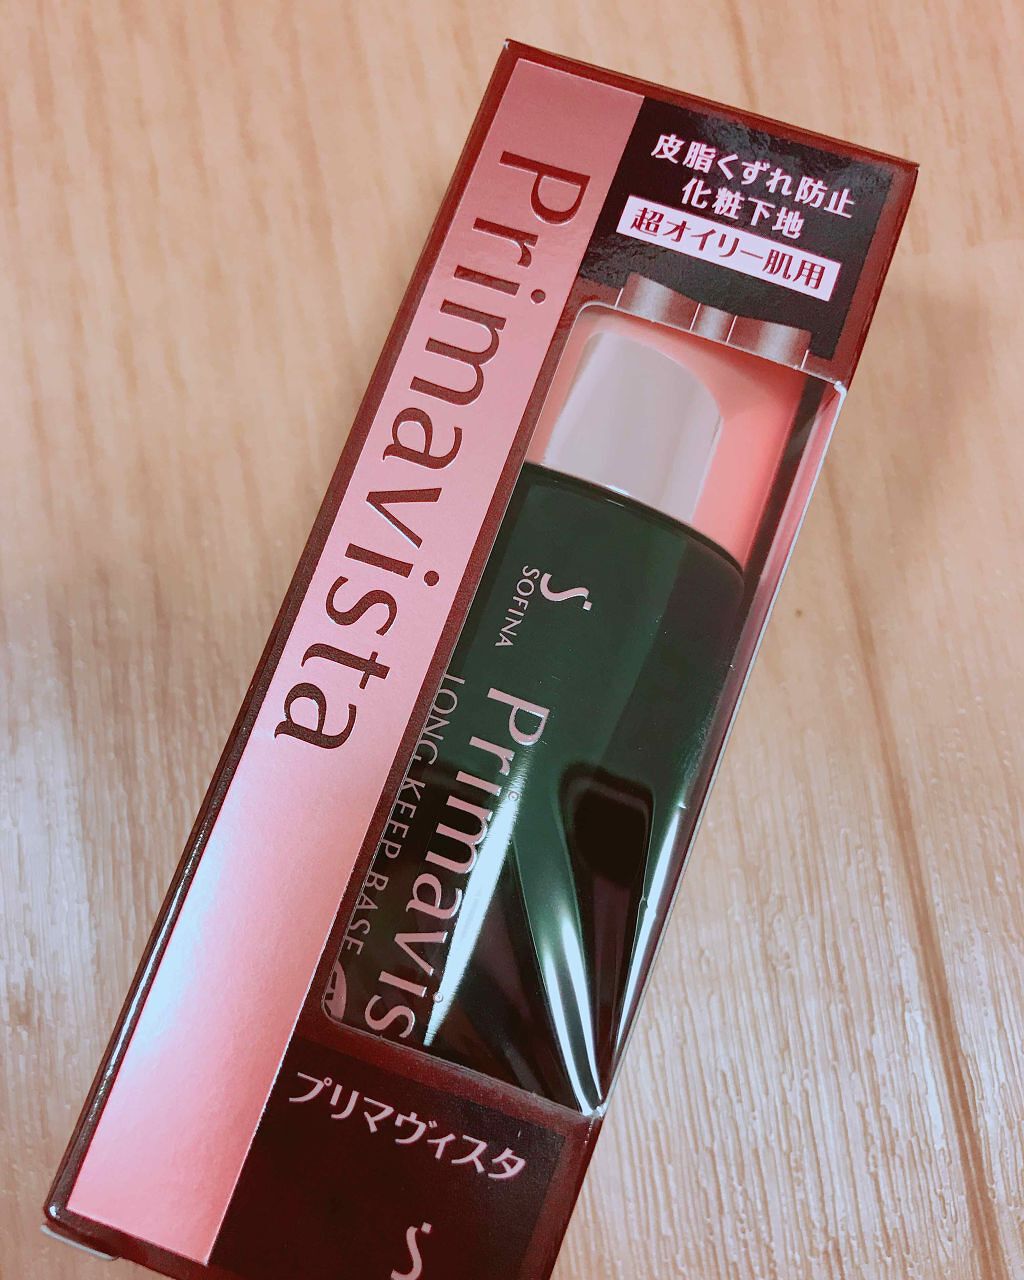 Primavista
皮脂くずれ防止
化粧下地
超オイリー肌用
SOFINA
Primavis
LONG KEEP BASE
プリマヴィスタ